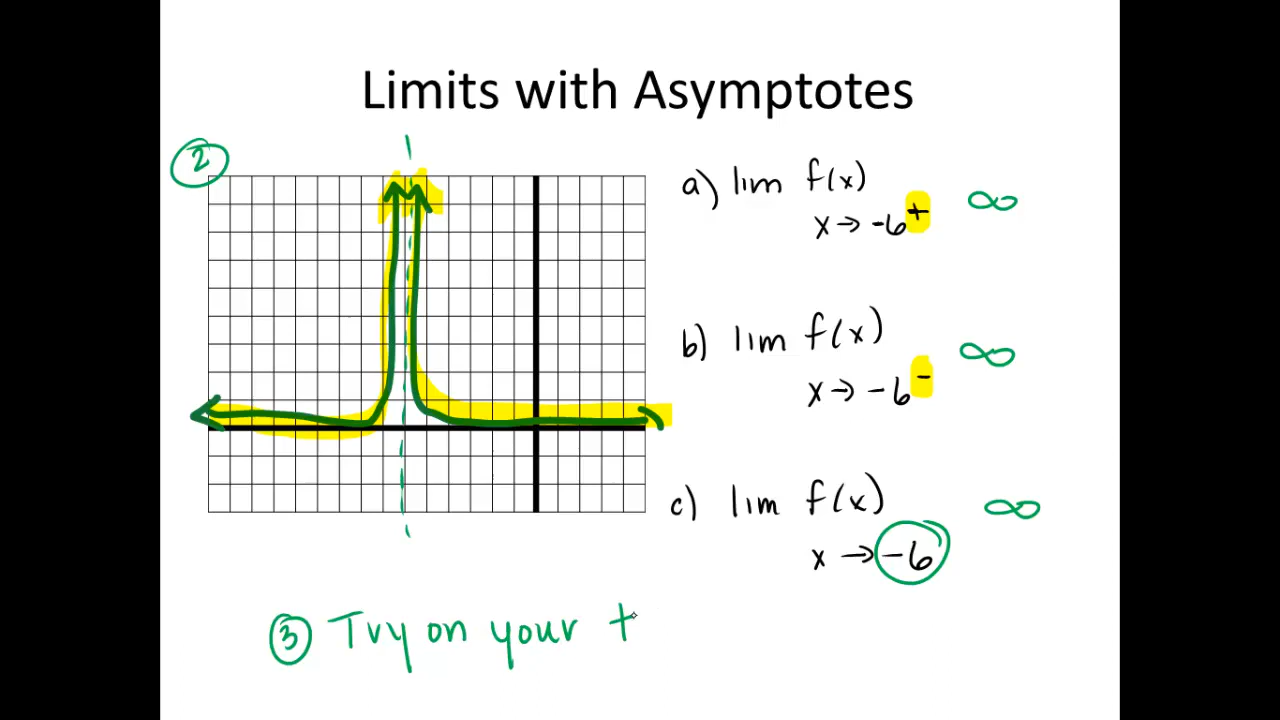 Limits with Asymptotes
2
a) lim f(x)
x → -6⁺
∞
b) lim f(x)
x → -6⁻
∞
c) lim f(x)
x → -6
∞
3 Try on your t